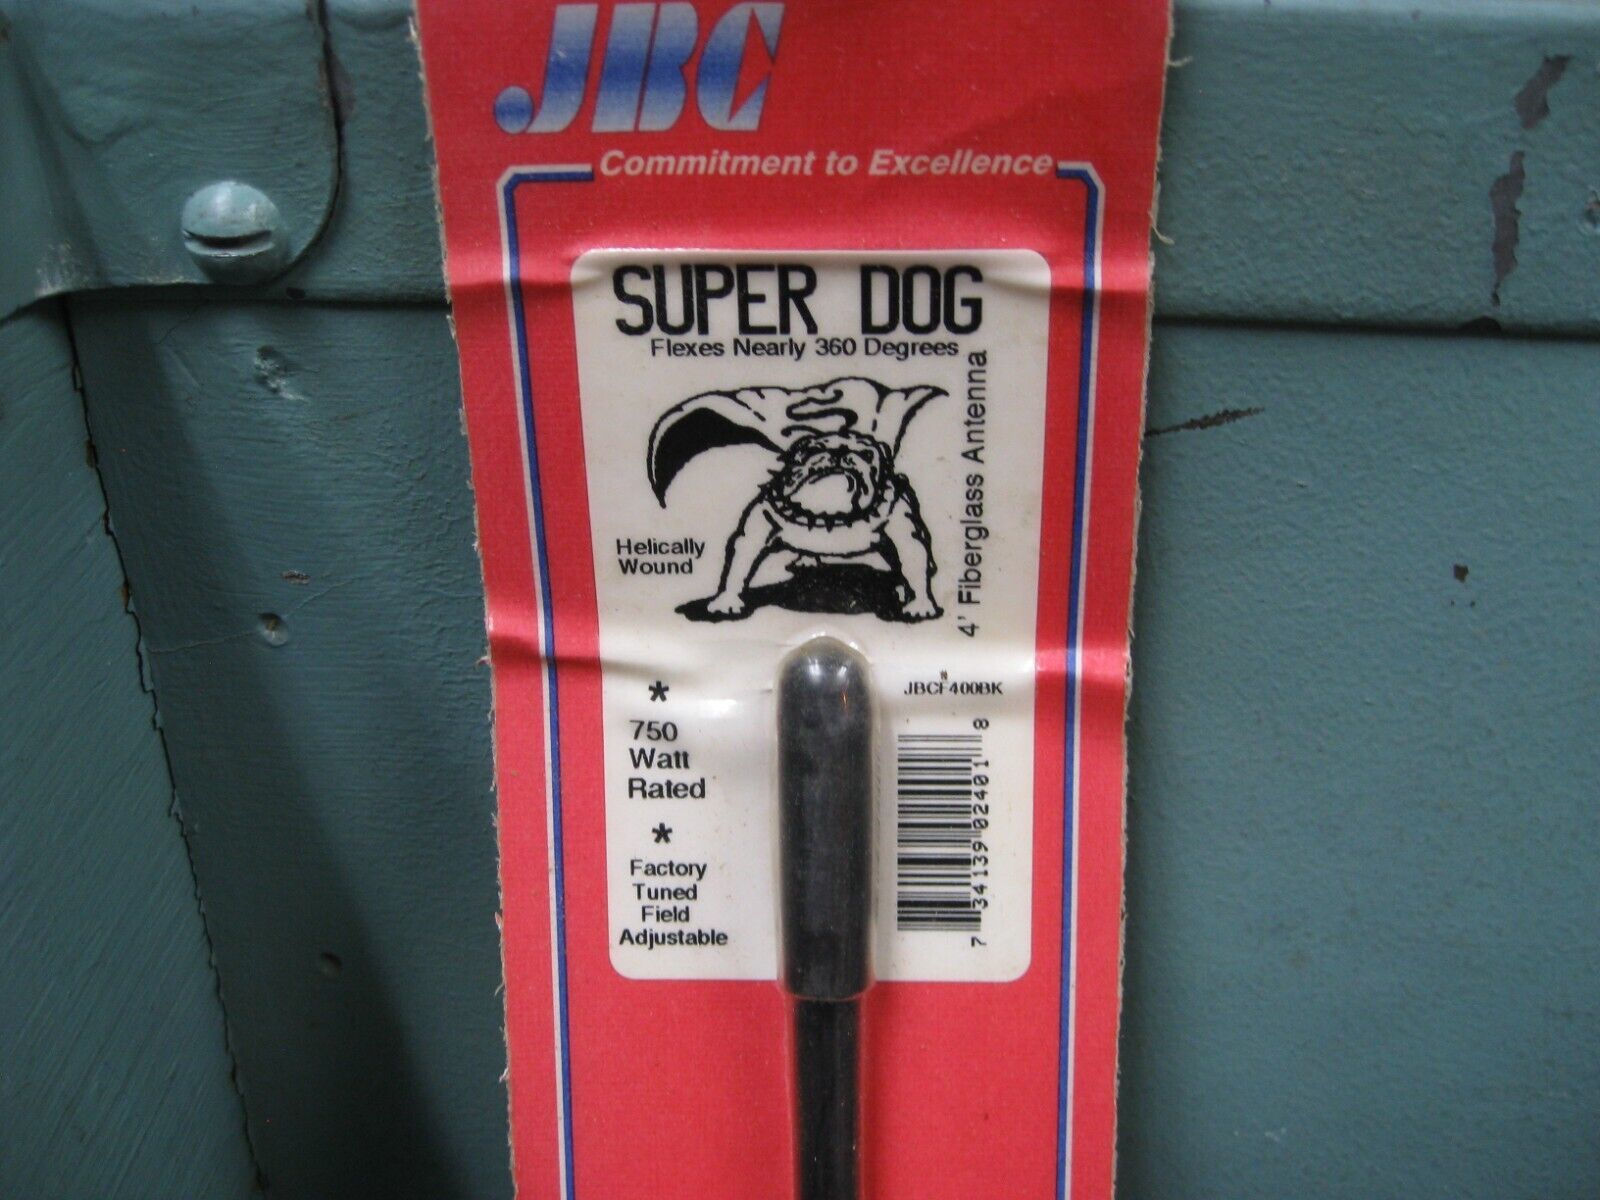 JBC
Commitment to Excellence
SUPER DOG
Flexes Nearly 360 Degrees
4' Fiberglass Antenna
Helically
Wound
*
750
Watt
Rated
*
Factory
Tuned
Field
Adjustable
JBCF400BK
7 34139 02401 8